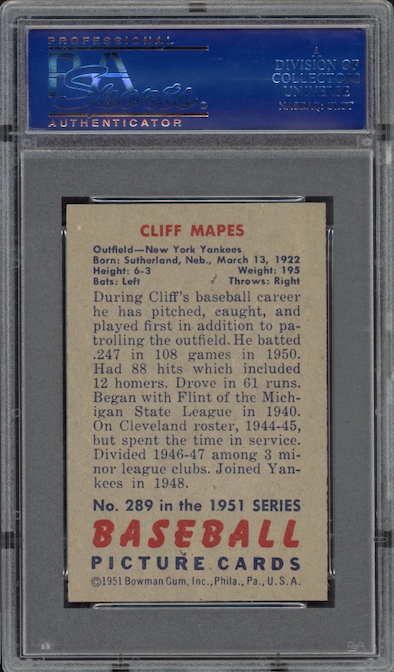 PROFESSIONAL
PSA
Sports
AUTHENTICATOR
A
DIVISION OF
COLLECTORS
UNIVERSE
NASDAQ: CLCT
CLIFF MAPES
Outfield—New York Yankees
Born: Sutherland, Neb., March 13, 1922
Height: 6-3 Weight: 195
Bats: Left Throws: Right
During Cliff's baseball career
he has pitched, caught, and
played first in addition to pa-
trolling the outfield. He batted
.247 in 108 games in 1950.
Had 88 hits which included
12 homers. Drove in 61 runs.
Began with Flint of the Mich-
igan State League in 1940.
On Cleveland roster, 1944-45,
but spent the time in service.
Divided 1946-47 among 3 mi-
nor league clubs. Joined Yan-
kees in 1948.
No. 289 in the 1951 SERIES
BASEBALL
PICTURE CARDS
©1951 Bowman Gum, Inc., Phila., Pa., U.S.A.